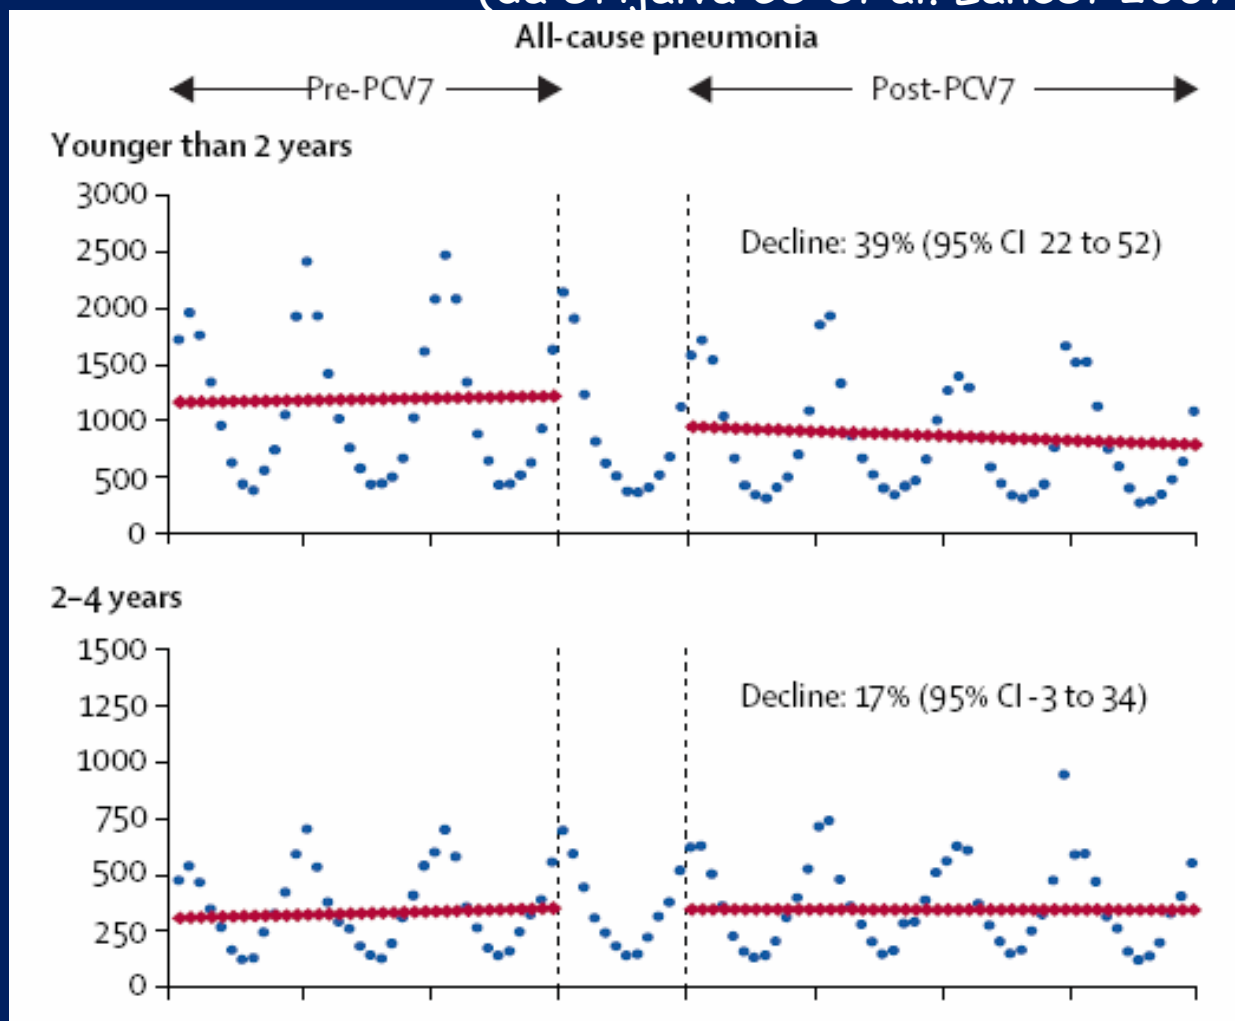 All-cause pneumonia
Pre-PCV7 Post-PCV7
Younger than 2 years
3000
2500
2000
1500
1000
500
0
Decline: 39% (95% CI 22 to 52)
2–4 years
1500
1250
1000
750
500
250
0
Decline: 17% (95% CI -3 to 34)